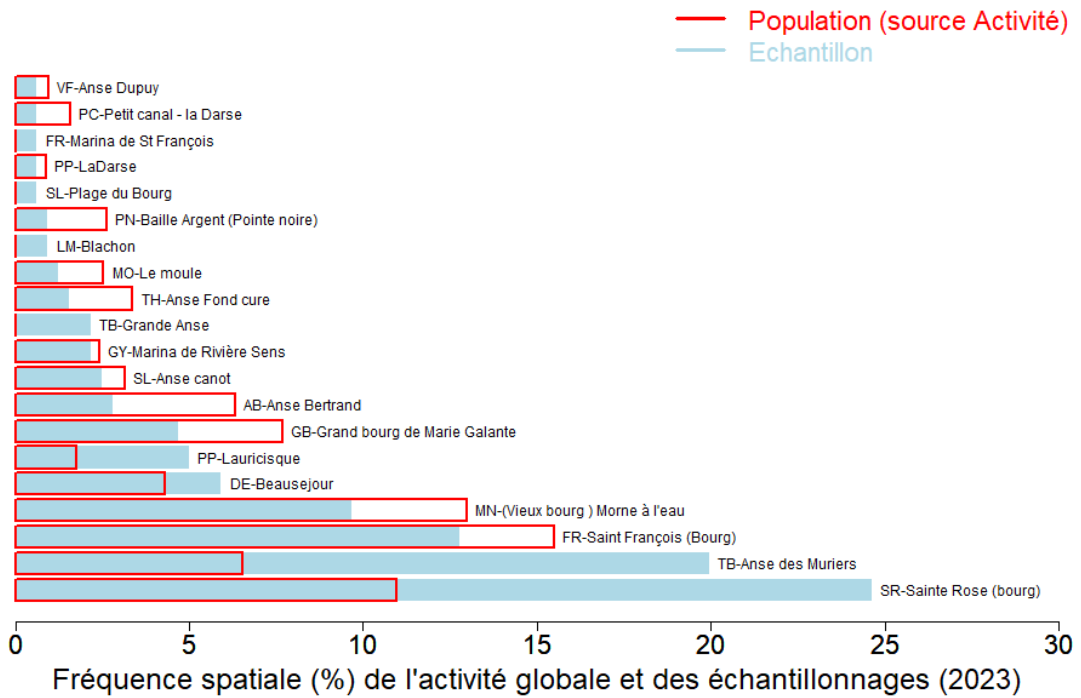 Population (source Activité)
Echantillon
VF-Anse Dupuy
PC-Petit canal - la Darse
FR-Marina de St François
PP-LaDarse
SL-Plage du Bourg
PN-Baille Argent (Pointe noire)
LM-Blachon
MO-Le moule
TH-Anse Fond cure
TB-Grande Anse
GY-Marina de Rivière Sens
SL-Anse canot
AB-Anse Bertrand
GB-Grand bourg de Marie Galante
PP-Lauricisque
DE-Beausejour
MN-(Vieux bourg ) Morne à l'eau
FR-Saint François (Bourg)
TB-Anse des Muriers
SR-Sainte Rose (bourg)
0 5 10 15 20 25 30
Fréquence spatiale (%) de l'activité globale et des échantillonnages (2023)